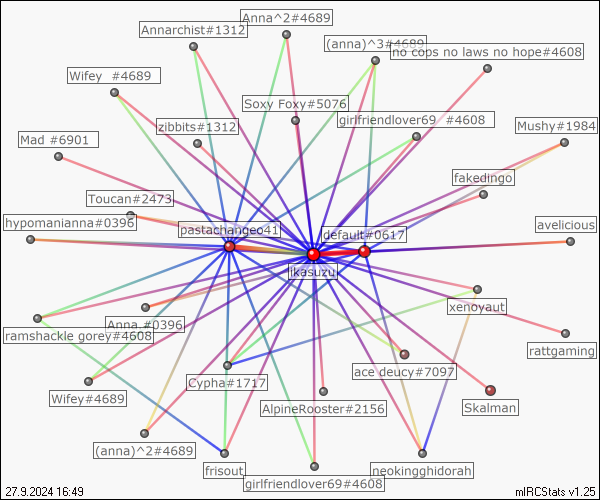 Anna^2#4689
Annarchist#1312
(anna)^3#4689
no cops no laws no hope#4608
Wifey  #4689
Soxy Foxy#5076
girlfriendlover69  #4608
zibbits#1312
Mushy#1984
Mad #6901
fakedingo
Toucan#2473
hypomanianna#0396
pastachangeo41
default#0617
avelicious
Ikasuzu
xenoyaut
Anna #0396
ramshackle gorey#4608
rattgaming
ace deucy#7097
Cypha#1717
Wifey#4689
AlpineRooster#2156
Skalman
(anna)^2#4689
frisout
neokingghidorah
girlfriendlover69#4608
27.9.2024 16:49
mIRCStats v1.25